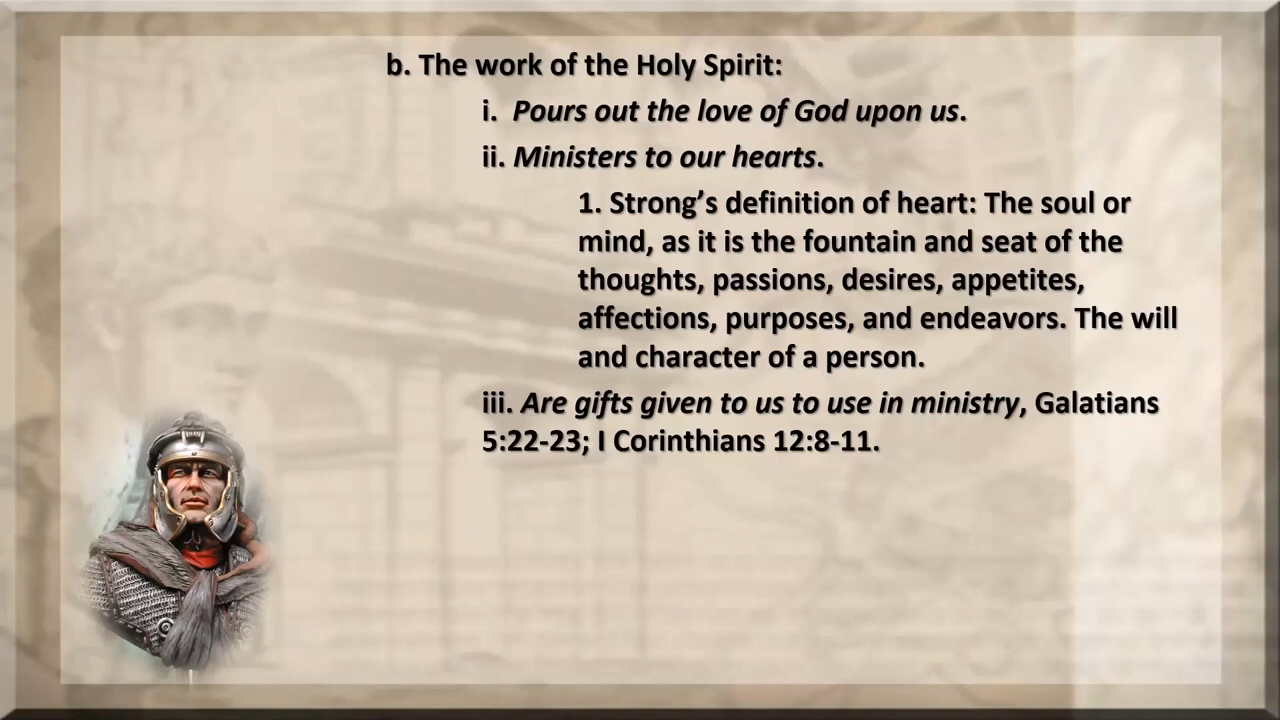 b. The work of the Holy Spirit:
i. Pours out the love of God upon us.
ii. Ministers to our hearts.
1. Strong’s definition of heart: The soul or
mind, as it is the fountain and seat of the
thoughts, passions, desires, appetites,
affections, purposes, and endeavors. The will
and character of a person.
iii. Are gifts given to us to use in ministry, Galatians
5:22-23; I Corinthians 12:8-11.